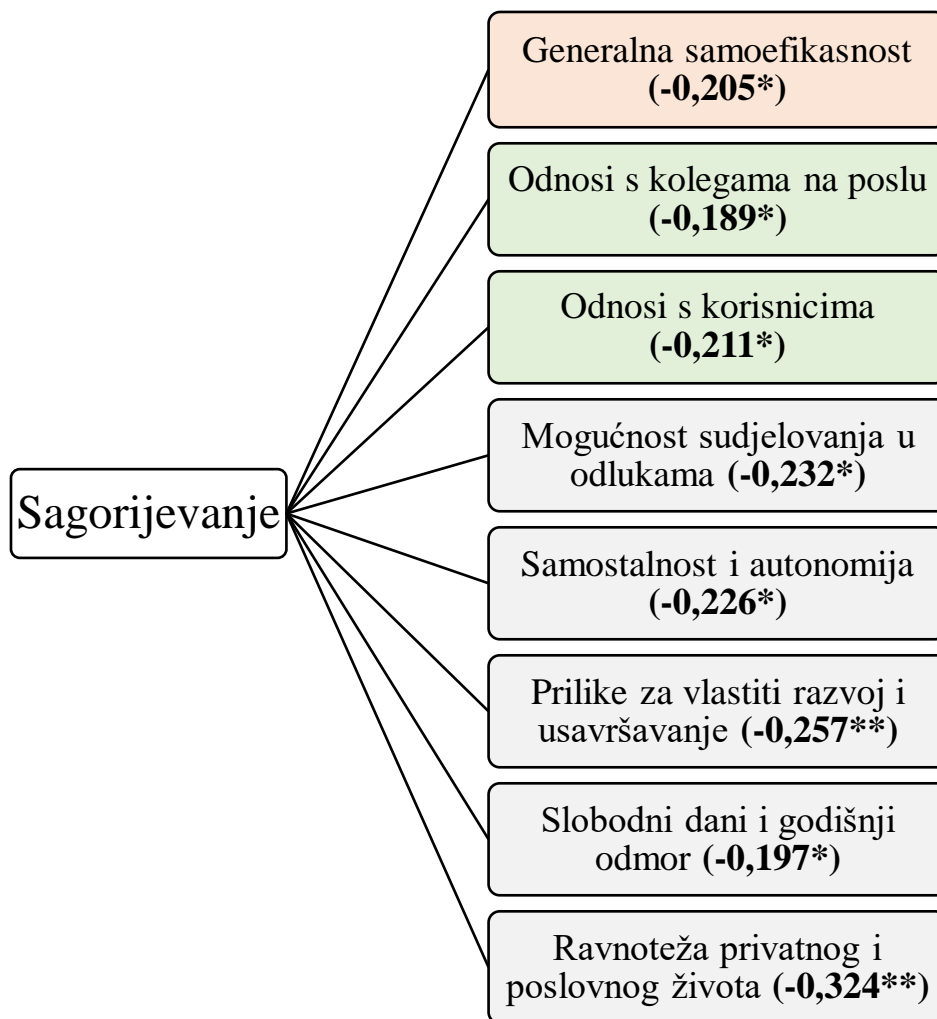 Sagorijevanje
Generalna samoefikasnost
(-0,205*)
Odnosi s kolegama na poslu
(-0,189*)
Odnosi s korisnicima
(-0,211*)
Mogućnost sudjelovanja u
odlukama (-0,232*)
Samostalnost i autonomija
(-0,226*)
Prilike za vlastiti razvoj i
usavršavanje (-0,257**)
Slobodni dani i godišnji
odmor (-0,197*)
Ravnoteža privatnog i
poslovnog života (-0,324**)